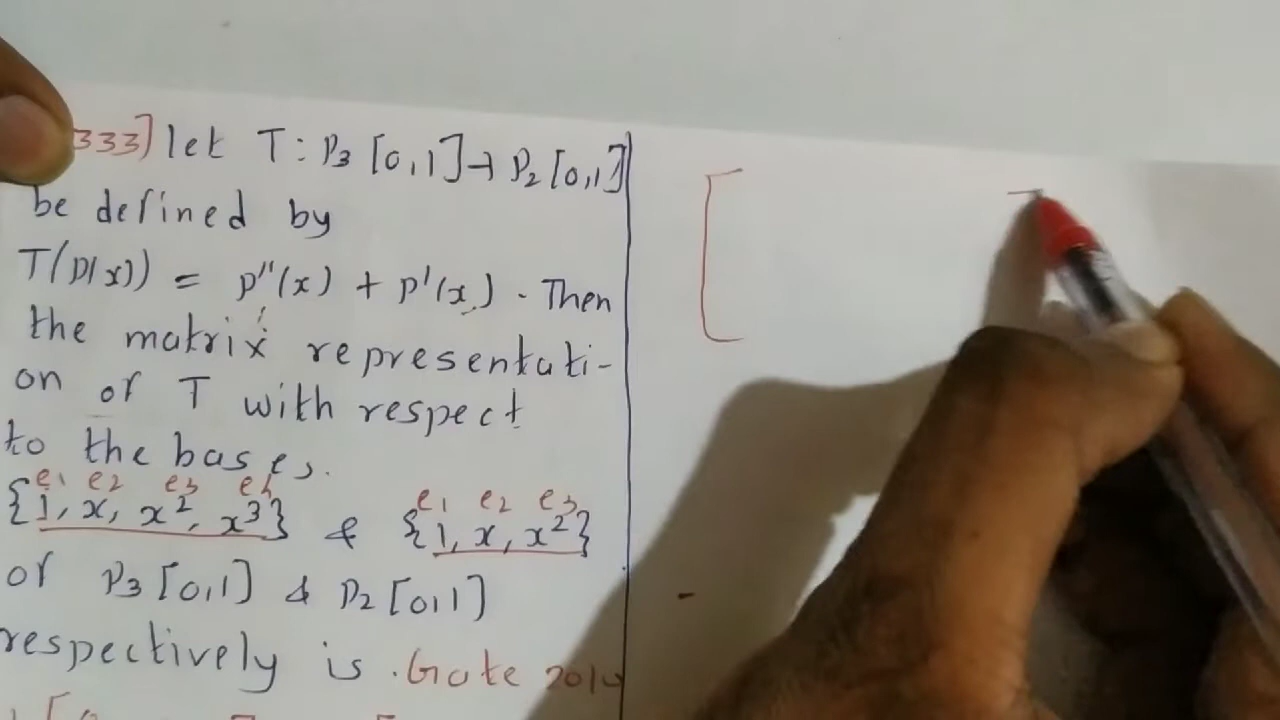 333] let T: P3 [0,1] → P2 [0,1]
be defined by
T(p(x)) = p''(x) + p'(x). Then
the matrix representati-
on of T with respect
to the bases.
e1 e2 e3 e4 e1 e2 e3
{1, x, x², x³} & {1, x, x²}
of P3 [0,1] & P2 [0,1]
respectively is. Gate